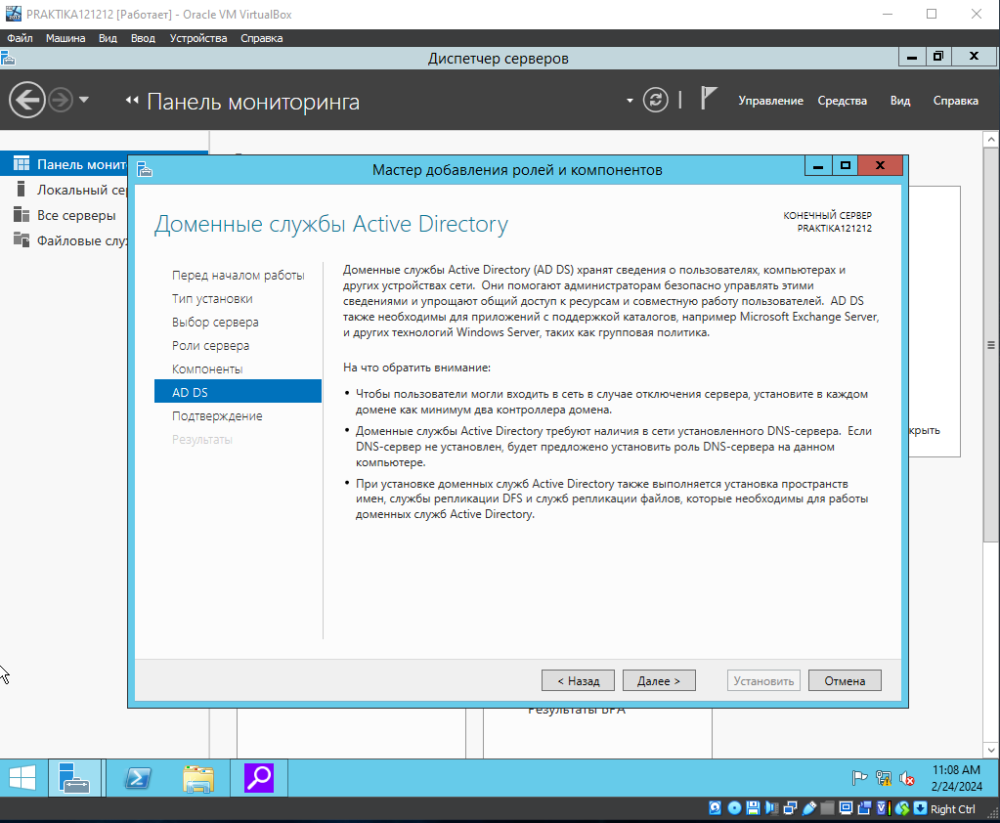 PRAKTIKA121212 [Работает] - Oracle VM VirtualBox
Файл Машина Вид Ввод Устройства Справка
Диспетчер серверов
Панель мониторинга
Управление Средства Вид Справка
Панель монит
Локальный сер
Все серверы
Файловые слу
Мастер добавления ролей и компонентов
Доменные службы Active Directory
КОНЕЧНЫЙ СЕРВЕР
PRAKTIKA121212
Перед началом работы
Тип установки
Выбор сервера
Роли сервера
Компоненты
AD DS
Подтверждение
Результаты
Доменные службы Active Directory (AD DS) хранят сведения о пользователях, компьютерах и
других устройствах сети. Они помогают администраторам безопасно управлять этими
сведениями и упрощают общий доступ к ресурсам и совместную работу пользователей. AD DS
также необходимы для приложений с поддержкой каталогов, например Microsoft Exchange Server,
и других технологий Windows Server, таких как групповая политика.
На что обратить внимание:
• Чтобы пользователи могли входить в сеть в случае отключения сервера, установите в каждом
домене как минимум два контроллера домена.
• Доменные службы Active Directory требуют наличия в сети установленного DNS-сервера. Если
DNS-сервер не установлен, будет предложено установить роль DNS-сервера на данном
компьютере.
• При установке доменных служб Active Directory также выполняется установка пространств
имен, службы репликации DFS и служб репликации файлов, которые необходимы для работы
доменных служб Active Directory.
крыть
< Назад Далее > Установить Отмена
Результаты BPA
11:08 AM
2/24/2024
Right Ctrl